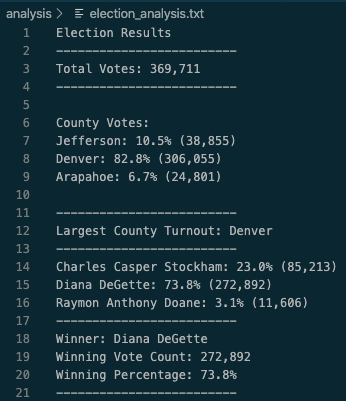 analysis > election_analysis.txt
1 Election Results
2 -------------------------
3 Total Votes: 369,711
4 -------------------------
5
6 County Votes:
7 Jefferson: 10.5% (38,855)
8 Denver: 82.8% (306,055)
9 Arapahoe: 6.7% (24,801)
10
11 -------------------------
12 Largest County Turnout: Denver
13 -------------------------
14 Charles Casper Stockham: 23.0% (85,213)
15 Diana DeGette: 73.8% (272,892)
16 Raymon Anthony Doane: 3.1% (11,606)
17 -------------------------
18 Winner: Diana DeGette
19 Winning Vote Count: 272,892
20 Winning Percentage: 73.8%
21 -------------------------